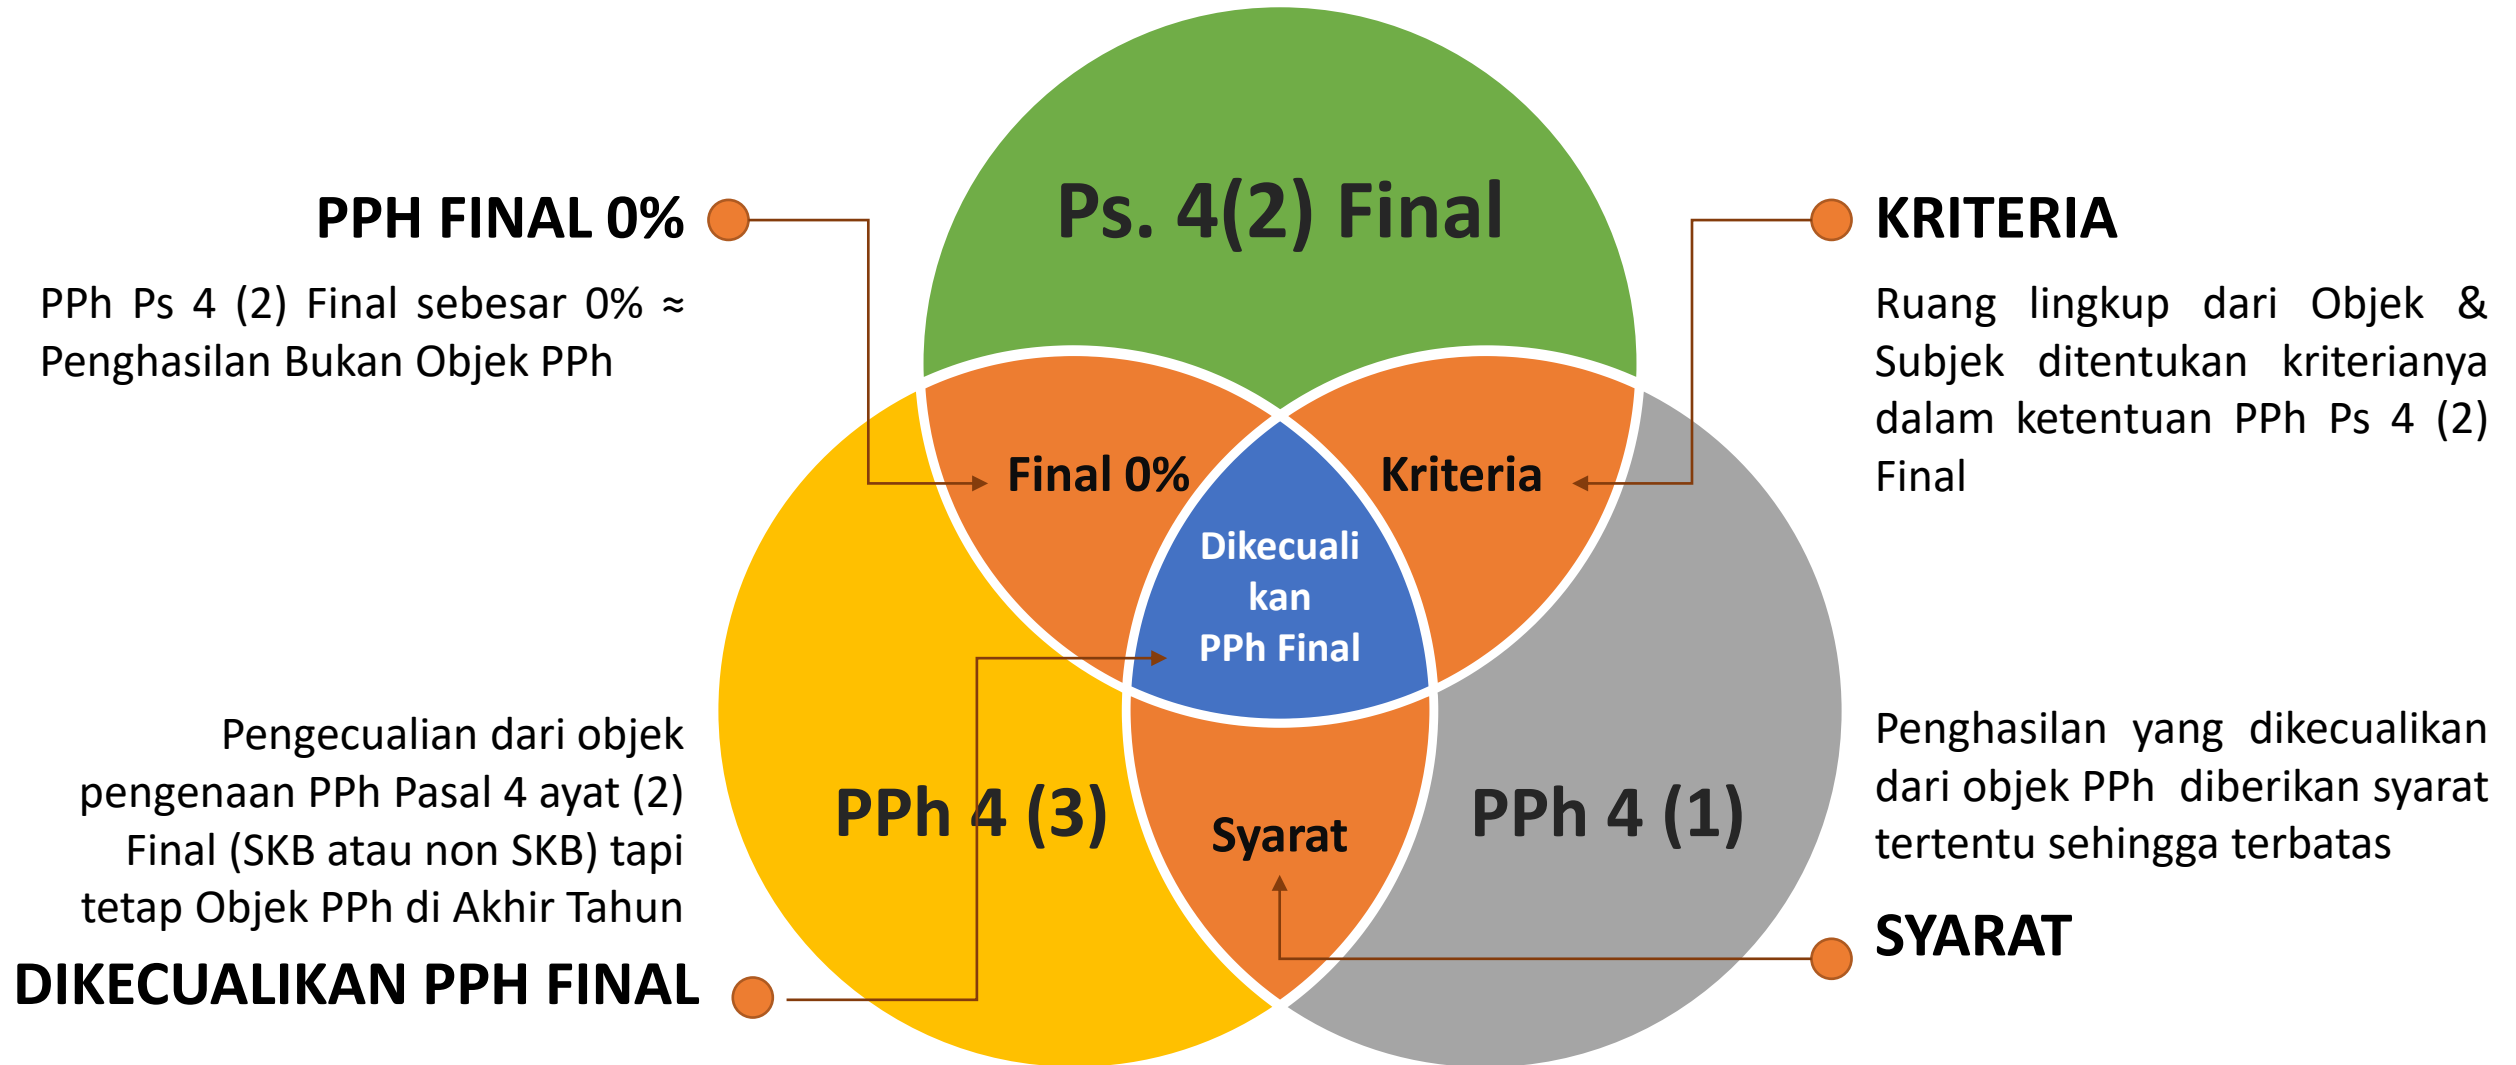 Ps. 4(2) Final
PPH FINAL 0%
PPh Ps 4 (2) Final sebesar 0% ≈
Penghasilan Bukan Objek PPh
KRITERIA
Ruang lingkup dari Objek &
Subjek ditentukan kriterianya
dalam ketentuan PPh Ps 4 (2)
Final
Final 0%
Kriteria
Dikecuali
kan
PPh Final
Pengecualian dari objek
pengenaan PPh Pasal 4 ayat (2)
Final (SKB atau non SKB) tapi
tetap Objek PPh di Akhir Tahun
DIKECUALIKAN PPH FINAL
PPh 4 (3)
Syarat
PPh 4 (1)
Penghasilan yang dikecualikan
dari objek PPh diberikan syarat
tertentu sehingga terbatas
SYARAT